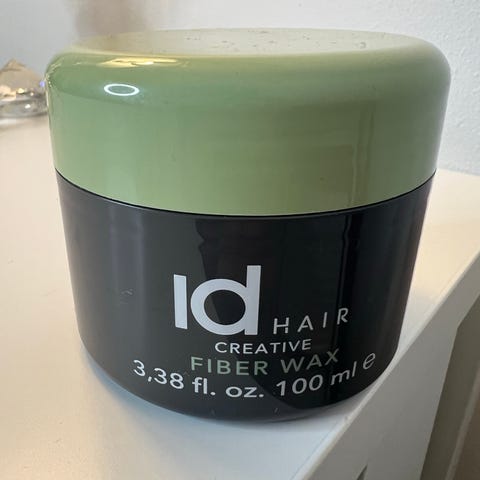 Id HAIR
CREATIVE
FIBER WAX
3,38 fl. oz. 100 ml e